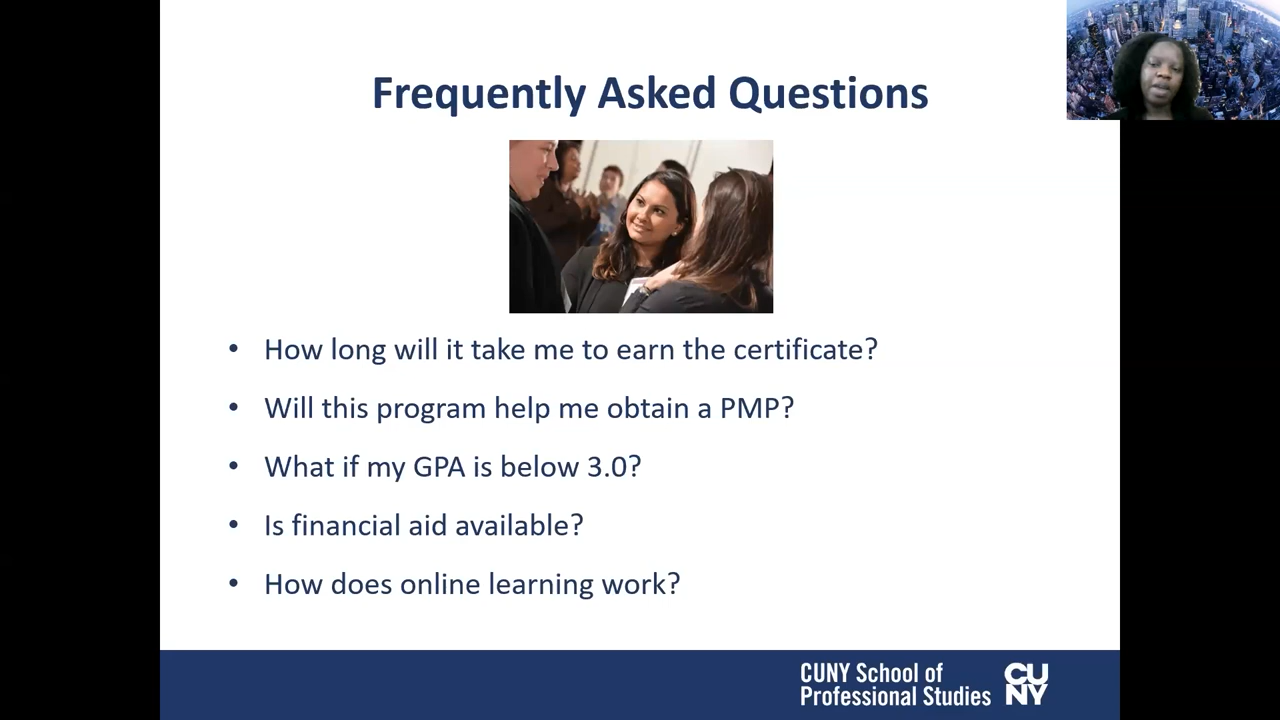 Frequently Asked Questions
• How long will it take me to earn the certificate?
• Will this program help me obtain a PMP?
• What if my GPA is below 3.0?
• Is financial aid available?
• How does online learning work?
CUNY School of
Professional Studies
CU
NY